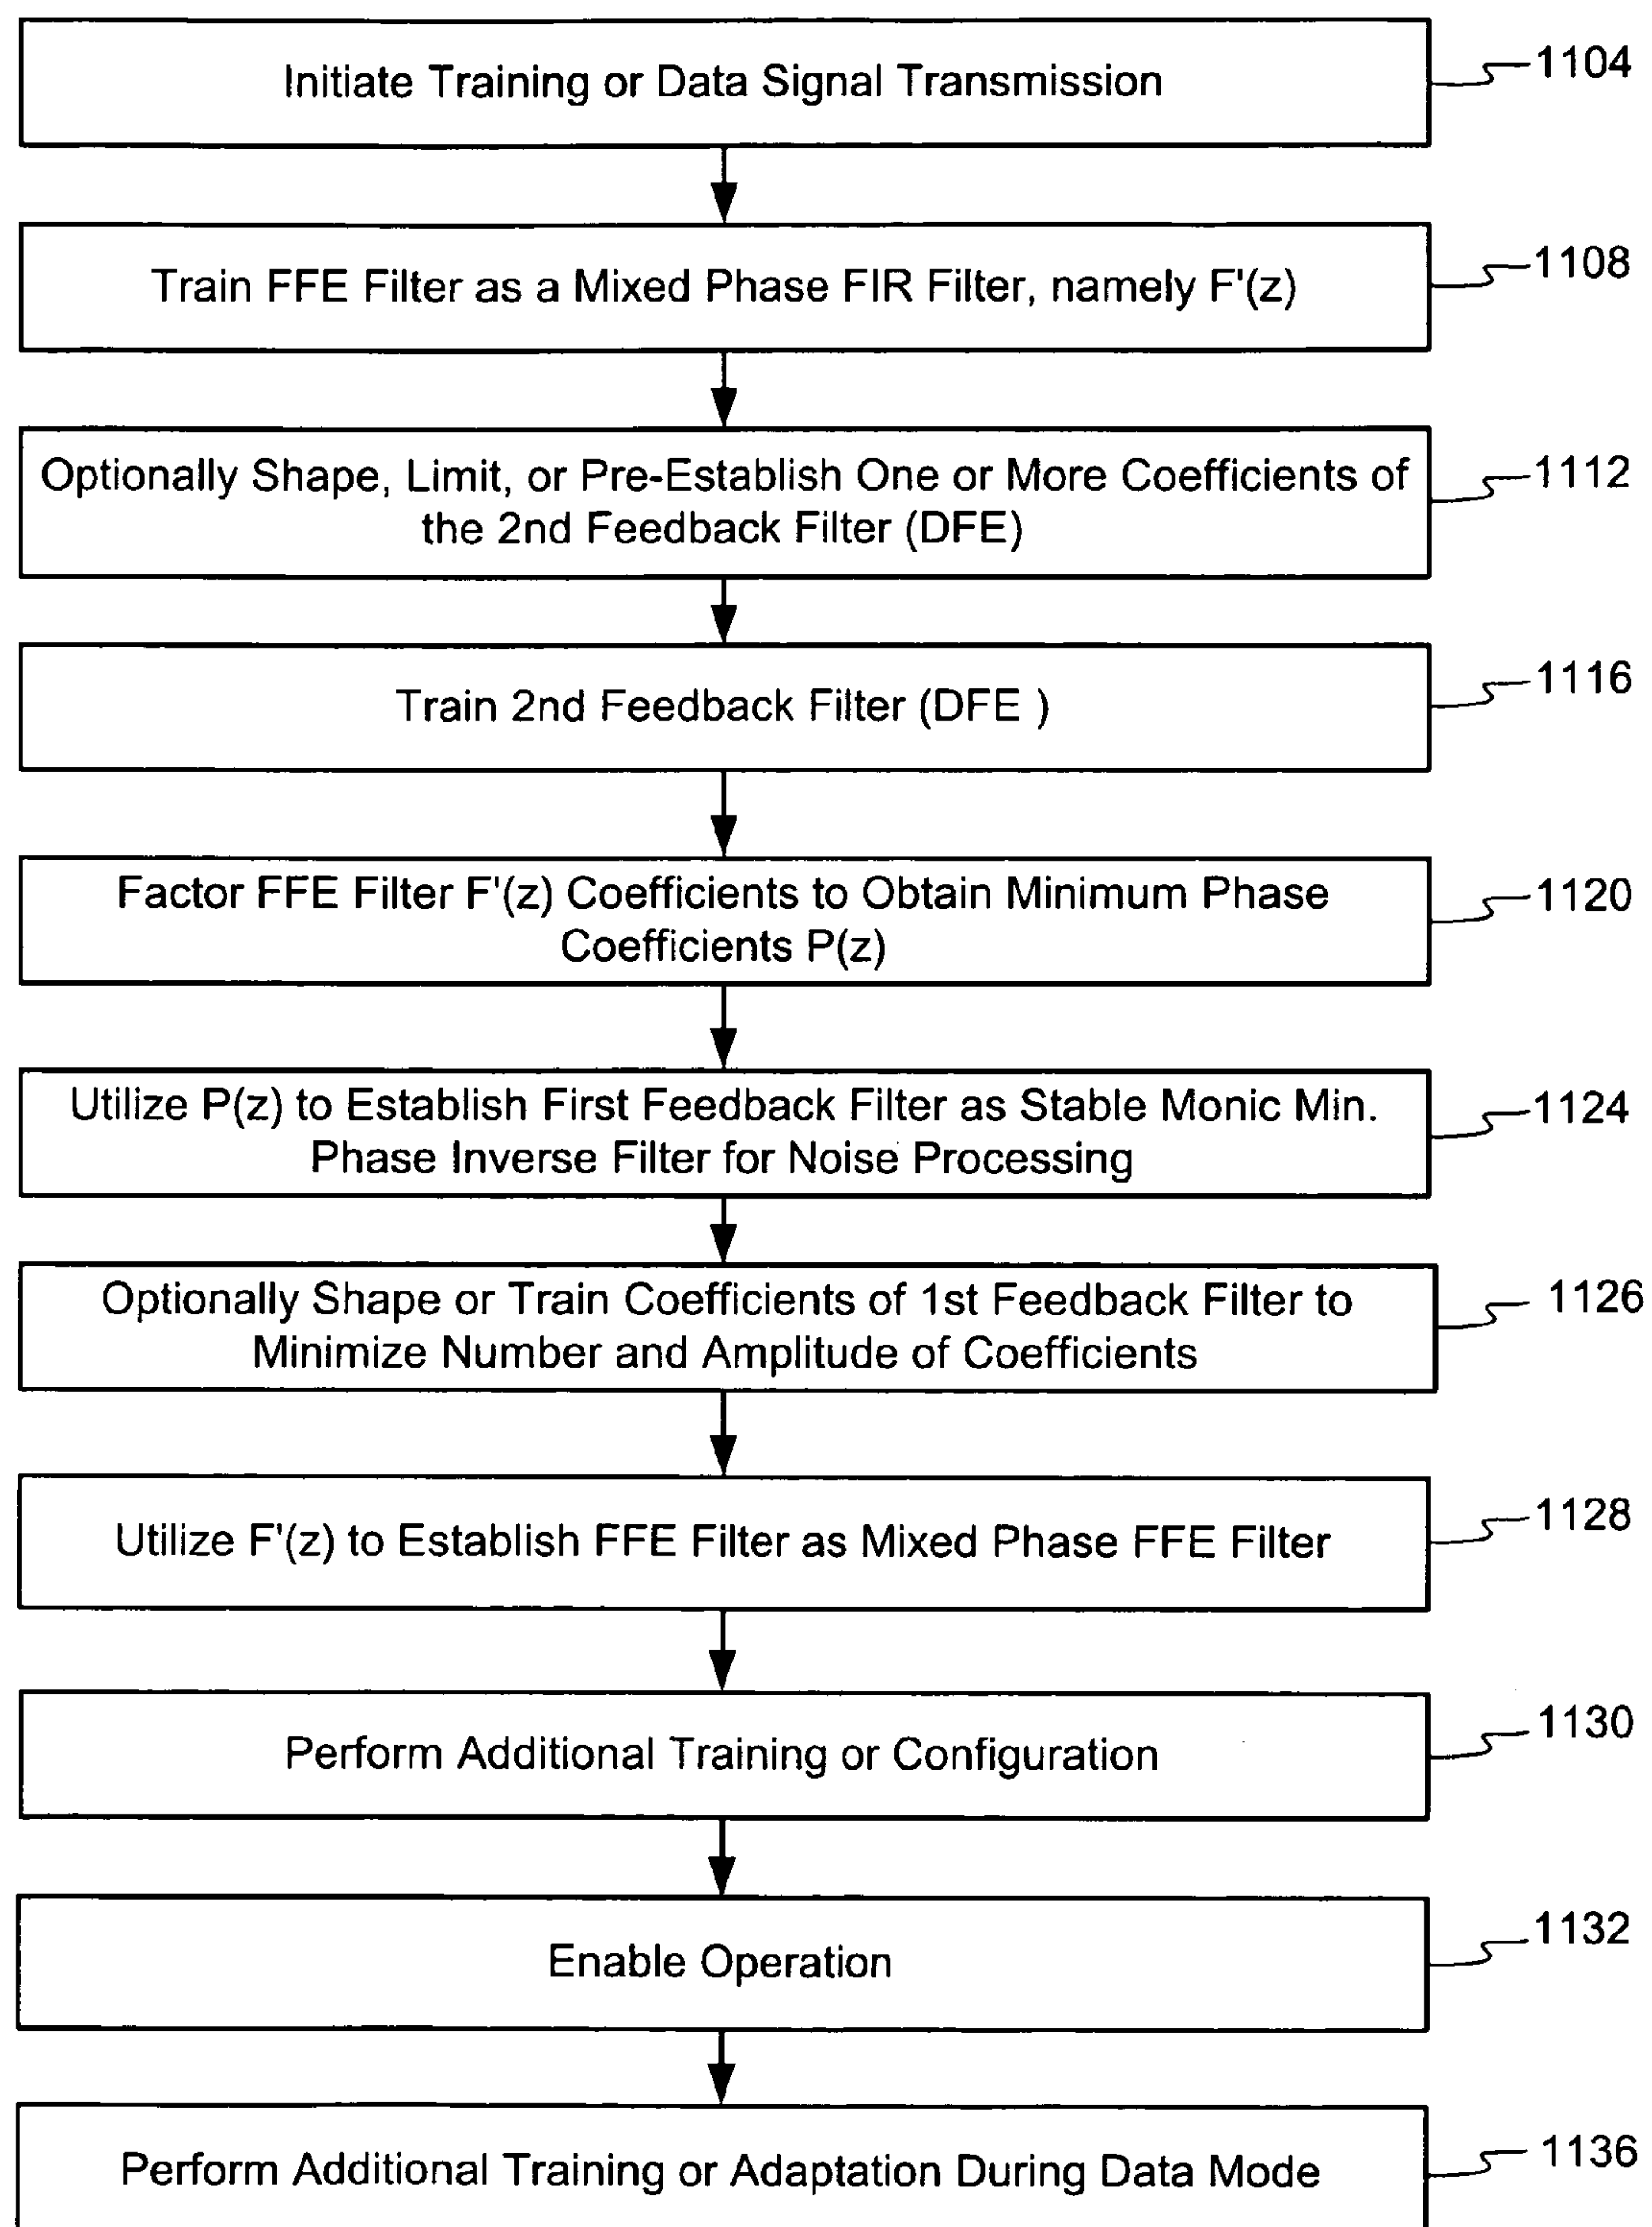 Initiate Training or Data Signal Transmission
1104
Train FFE Filter as a Mixed Phase FIR Filter, namely F'(z)
1108
Optionally Shape, Limit, or Pre-Establish One or More Coefficients of
the 2nd Feedback Filter (DFE)
1112
Train 2nd Feedback Filter (DFE )
1116
Factor FFE Filter F'(z) Coefficients to Obtain Minimum Phase
Coefficients P(z)
1120
Utilize P(z) to Establish First Feedback Filter as Stable Monic Min.
Phase Inverse Filter for Noise Processing
1124
Optionally Shape or Train Coefficients of 1st Feedback Filter to
Minimize Number and Amplitude of Coefficients
1126
Utilize F'(z) to Establish FFE Filter as Mixed Phase FFE Filter
1128
Perform Additional Training or Configuration
1130
Enable Operation
1132
Perform Additional Training or Adaptation During Data Mode
1136